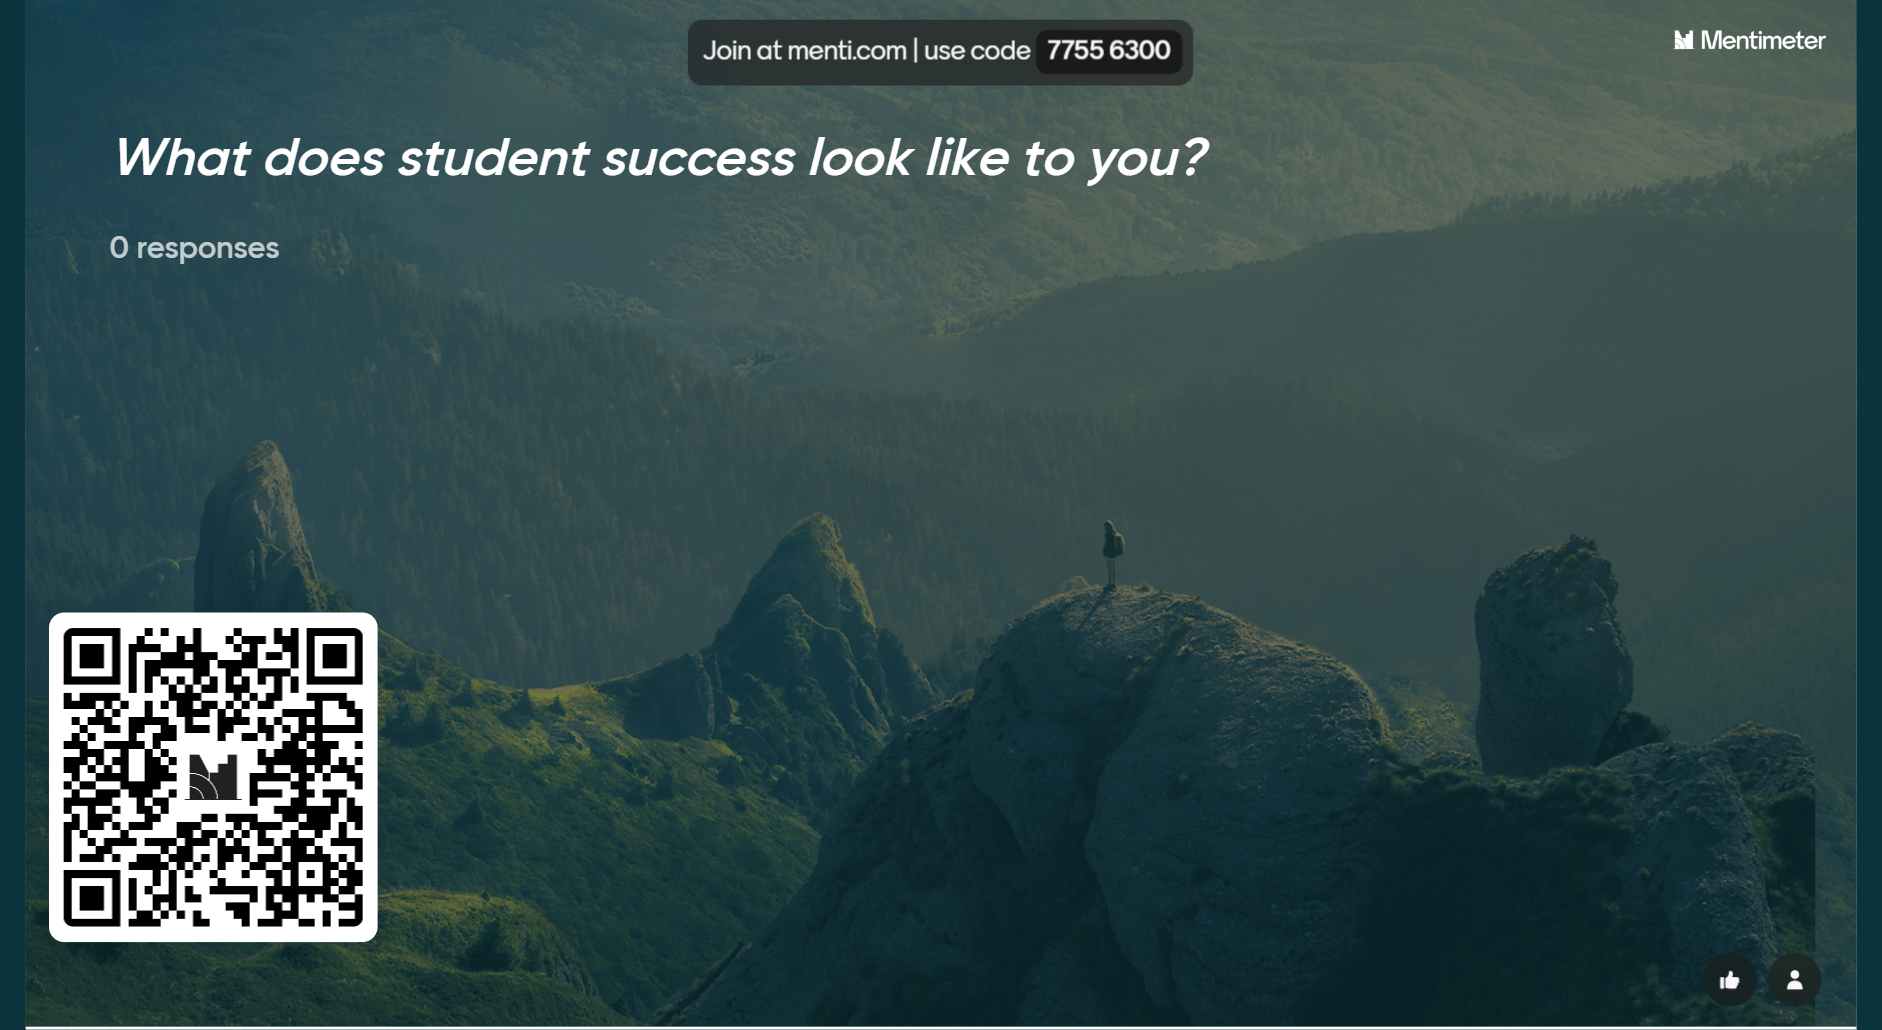 Join at menti.com | use code 7755 6300
Mentimeter
What does student success look like to you?
0 responses